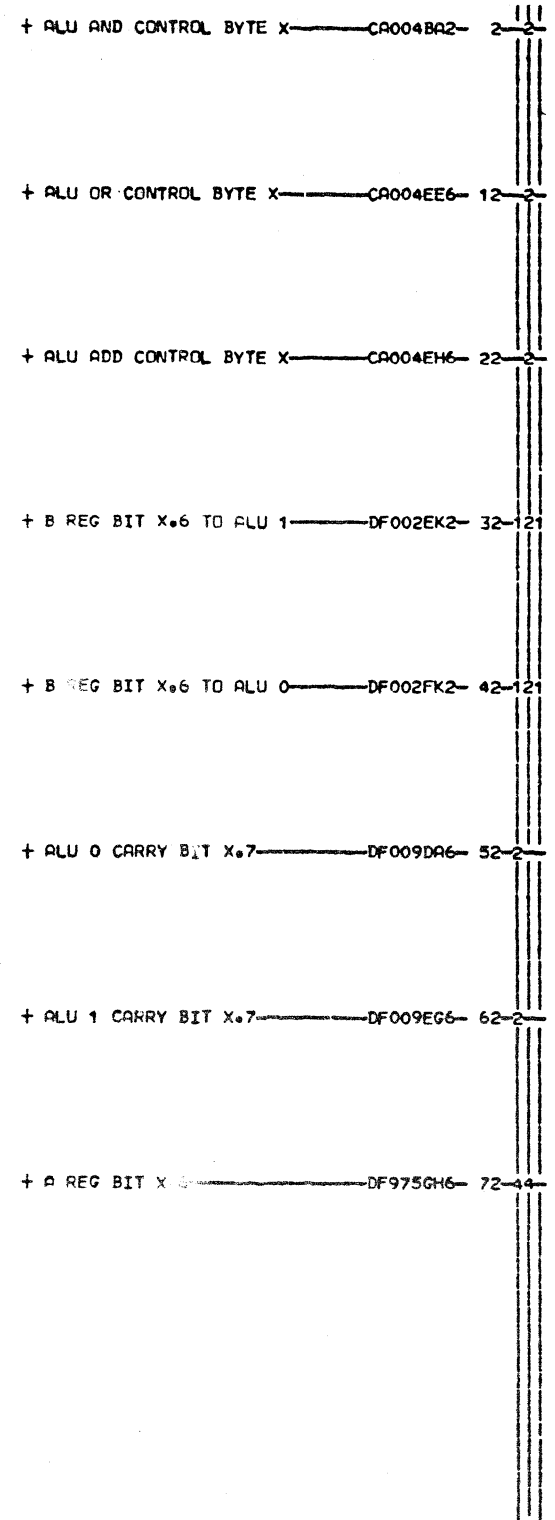 + ALU AND CONTROL BYTE X CA004BA2- 2 2
+ ALU OR CONTROL BYTE X CA004EE6- 12 2
+ ALU ADD CONTROL BYTE X CA004EH6- 22 2
+ B REG BIT X.6 TO ALU 1 DF002EK2- 32-121
+ B REG BIT X.6 TO ALU 0 DF002FK2- 42-121
+ ALU 0 CARRY BIT X.7 DF009DA6- 52-2
+ ALU 1 CARRY BIT X.7 DF009EG6- 62-2
+ A REG BIT X DF975GH6- 72-44